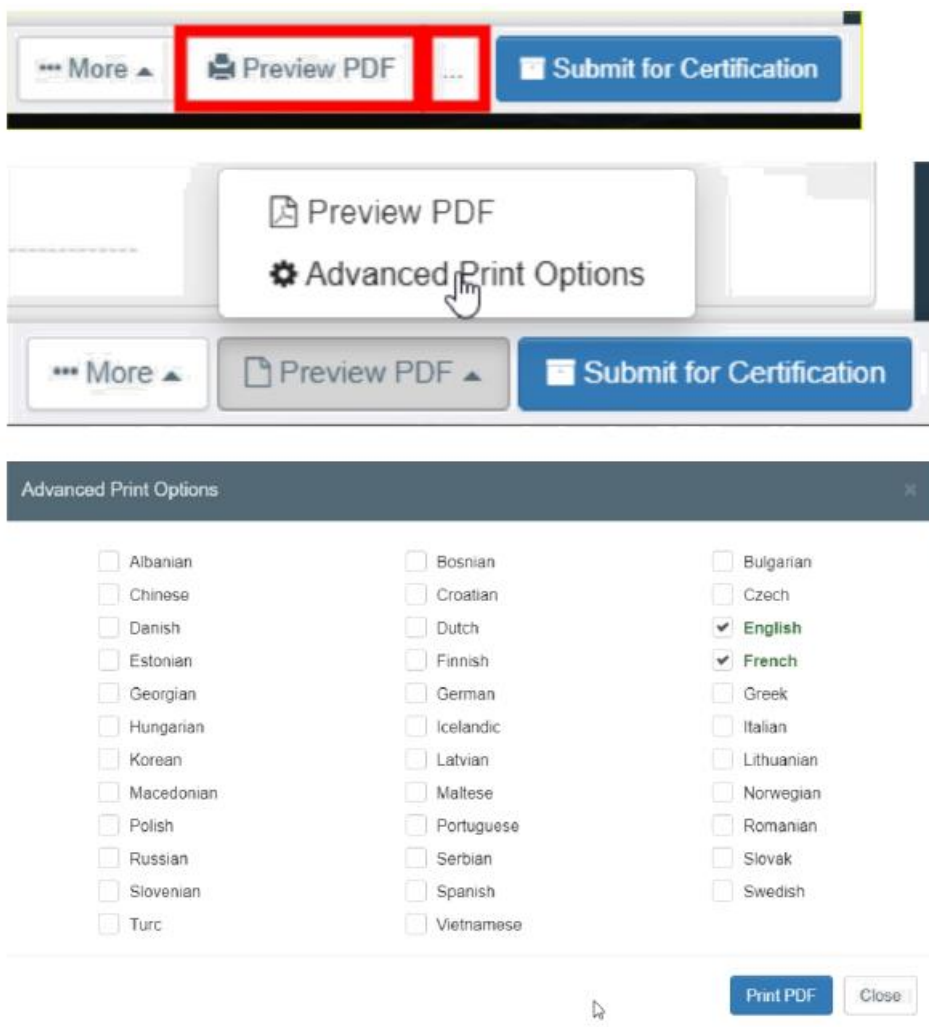 ··· More Preview PDF ... Submit for Certification
Preview PDF
Advanced Print Options
··· More Preview PDF Submit for Certification
Advanced Print Options ×
Albanian Bosnian Bulgarian
Chinese Croatian Czech
Danish Dutch English
Estonian Finnish French
Georgian German Greek
Hungarian Icelandic Italian
Korean Latvian Lithuanian
Macedonian Maltese Norwegian
Polish Portuguese Romanian
Russian Serbian Slovak
Slovenian Spanish Swedish
Turc Vietnamese
Print PDF Close